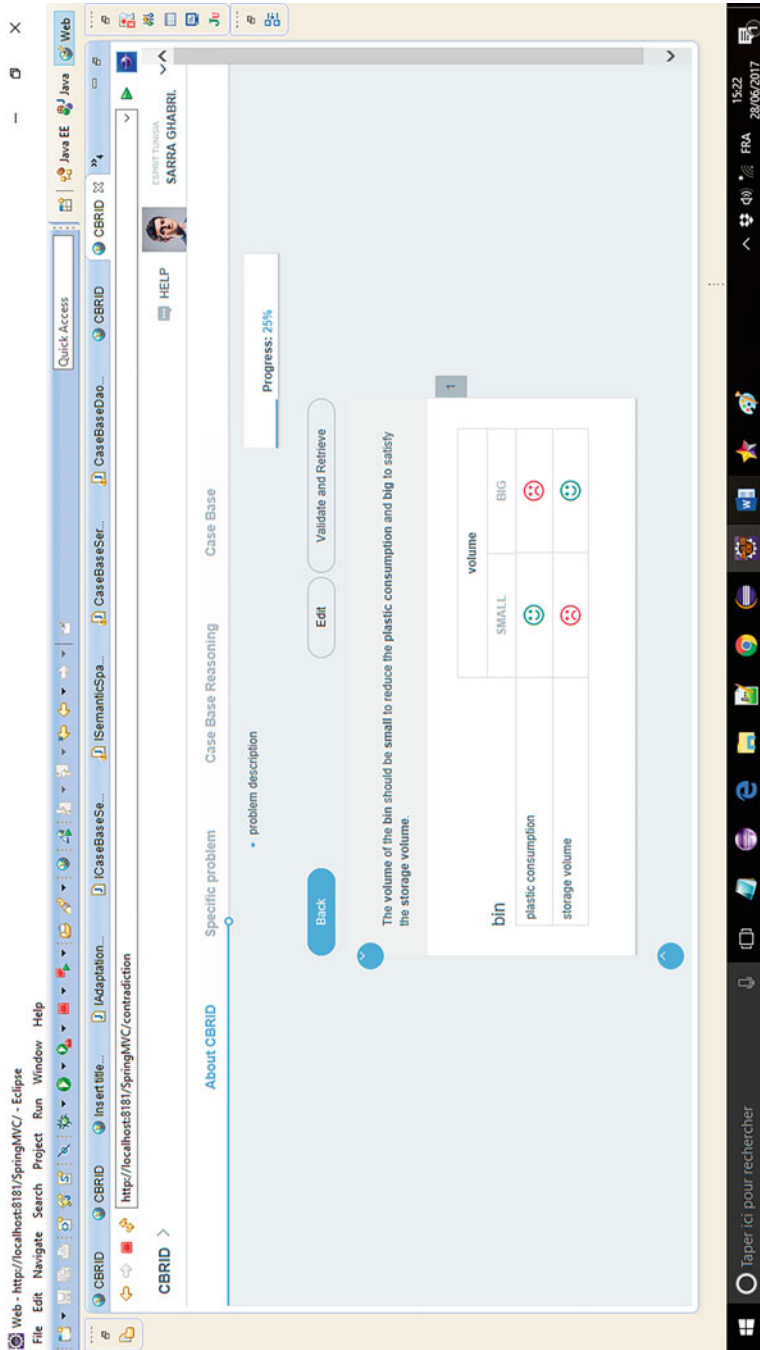 Web - http://localhost:8181/SpringMVC/ - Eclipse
File Edit Navigate Search Project Run Window Help
Quick Access
Java EE Java Web
CBRID CBRID Insert title... IAdaptation... ICaseBaseSe... ISemanticSpa... CaseBaseSer... CaseBaseDao... CBRID CBRID »4
http://localhost:8181/SpringMVC/contradiction
CBRID >
HELP
ESPRIT TUNISIA
SARRA GHABRI.
About CBRID Specific problem Case Base Reasoning Case Base
• problem description
Progress: 25%
Back Edit Validate and Retrieve
The volume of the bin should be small to reduce the plastic consumption and big to satisfy
the storage volume.
1
bin
volume
SMALL BIG
plastic consumption
storage volume
Taper ici pour rechercher
FRA
15:22
28/06/2017
1